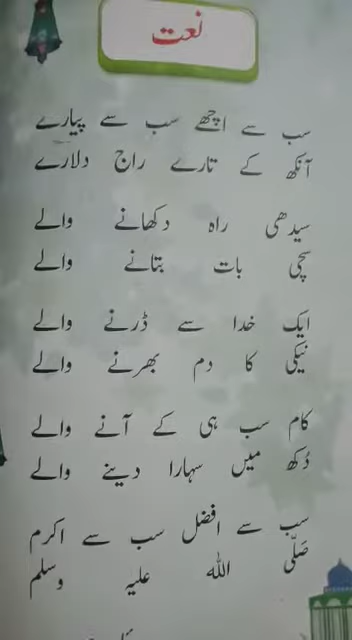 نعت
سب سے اچھے سب سے پیارے
آنکھ کے تارے راج دلارے
سیدھی راہ دکھانے والے
سچی بات بتانے والے
ایک خدا سے ڈرنے والے
نیکی کا دم بھرنے والے
کام سب ہی کے آنے والے
دُکھ میں سہارا دینے والے
سب سے افضل سب سے اکرم
صَلّی اللہ علیہ وسلم